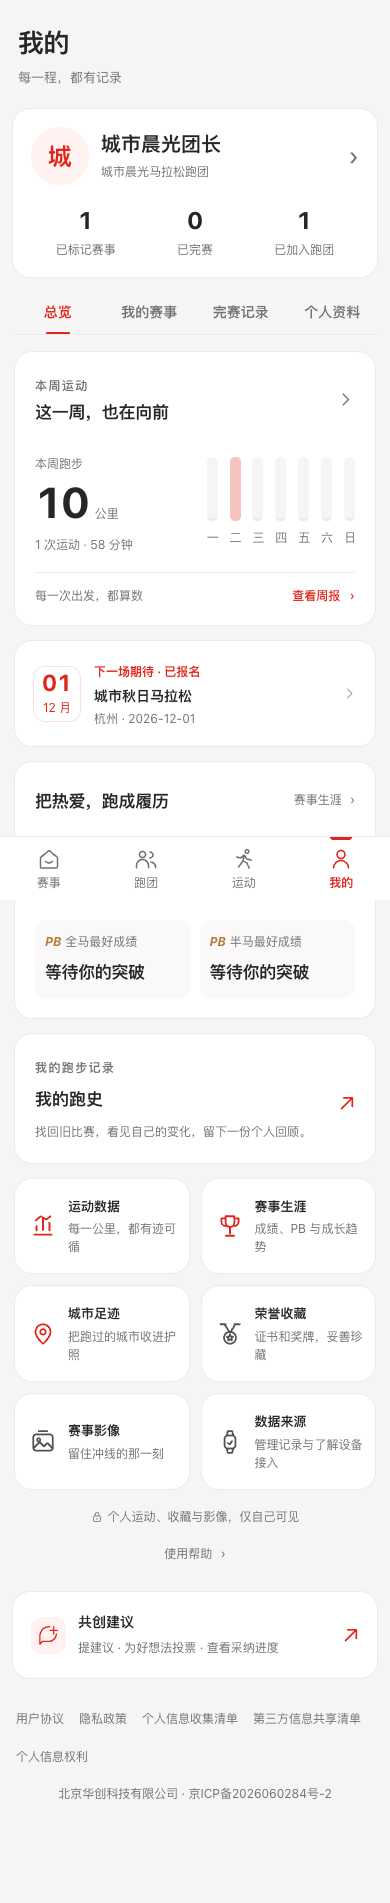 我的
每一程，都有记录
城
城市晨光团长
城市晨光马拉松跑团
›
1 0 1
已标记赛事 已完赛 已加入跑团
总览 我的赛事 完赛记录 个人资料
本周运动
这一周，也在向前
本周跑步
10 公里
1 次运动 · 58 分钟
一 二 三 四 五 六 日
每一次出发，都算数 查看周报 ›
01
12 月
下一场期待 · 已报名
城市秋日马拉松
杭州 · 2026-12-01
把热爱，跑成履历 赛事生涯 ›
赛事 跑团 运动 我的
PB 全马最好成绩 PB 半马最好成绩
等待你的突破 等待你的突破
我的跑步记录
我的跑史
找回旧比赛，看见自己的变化，留下一份个人回顾。
运动数据
每一公里，都有迹可
循
赛事生涯
成绩、PB 与成长趋
势
城市足迹
把跑过的城市收进护
照
荣誉收藏
证书和奖牌，妥善珍
藏
赛事影像
留住冲线的那一刻
数据来源
管理记录与了解设备
接入
个人运动、收藏与影像，仅自己可见
使用帮助 ›
共创建议
提建议 · 为好想法投票 · 查看采纳进度
用户协议 隐私政策 个人信息收集清单 第三方信息共享清单
个人信息权利
北京华创科技有限公司 · 京ICP备2026060284号-2